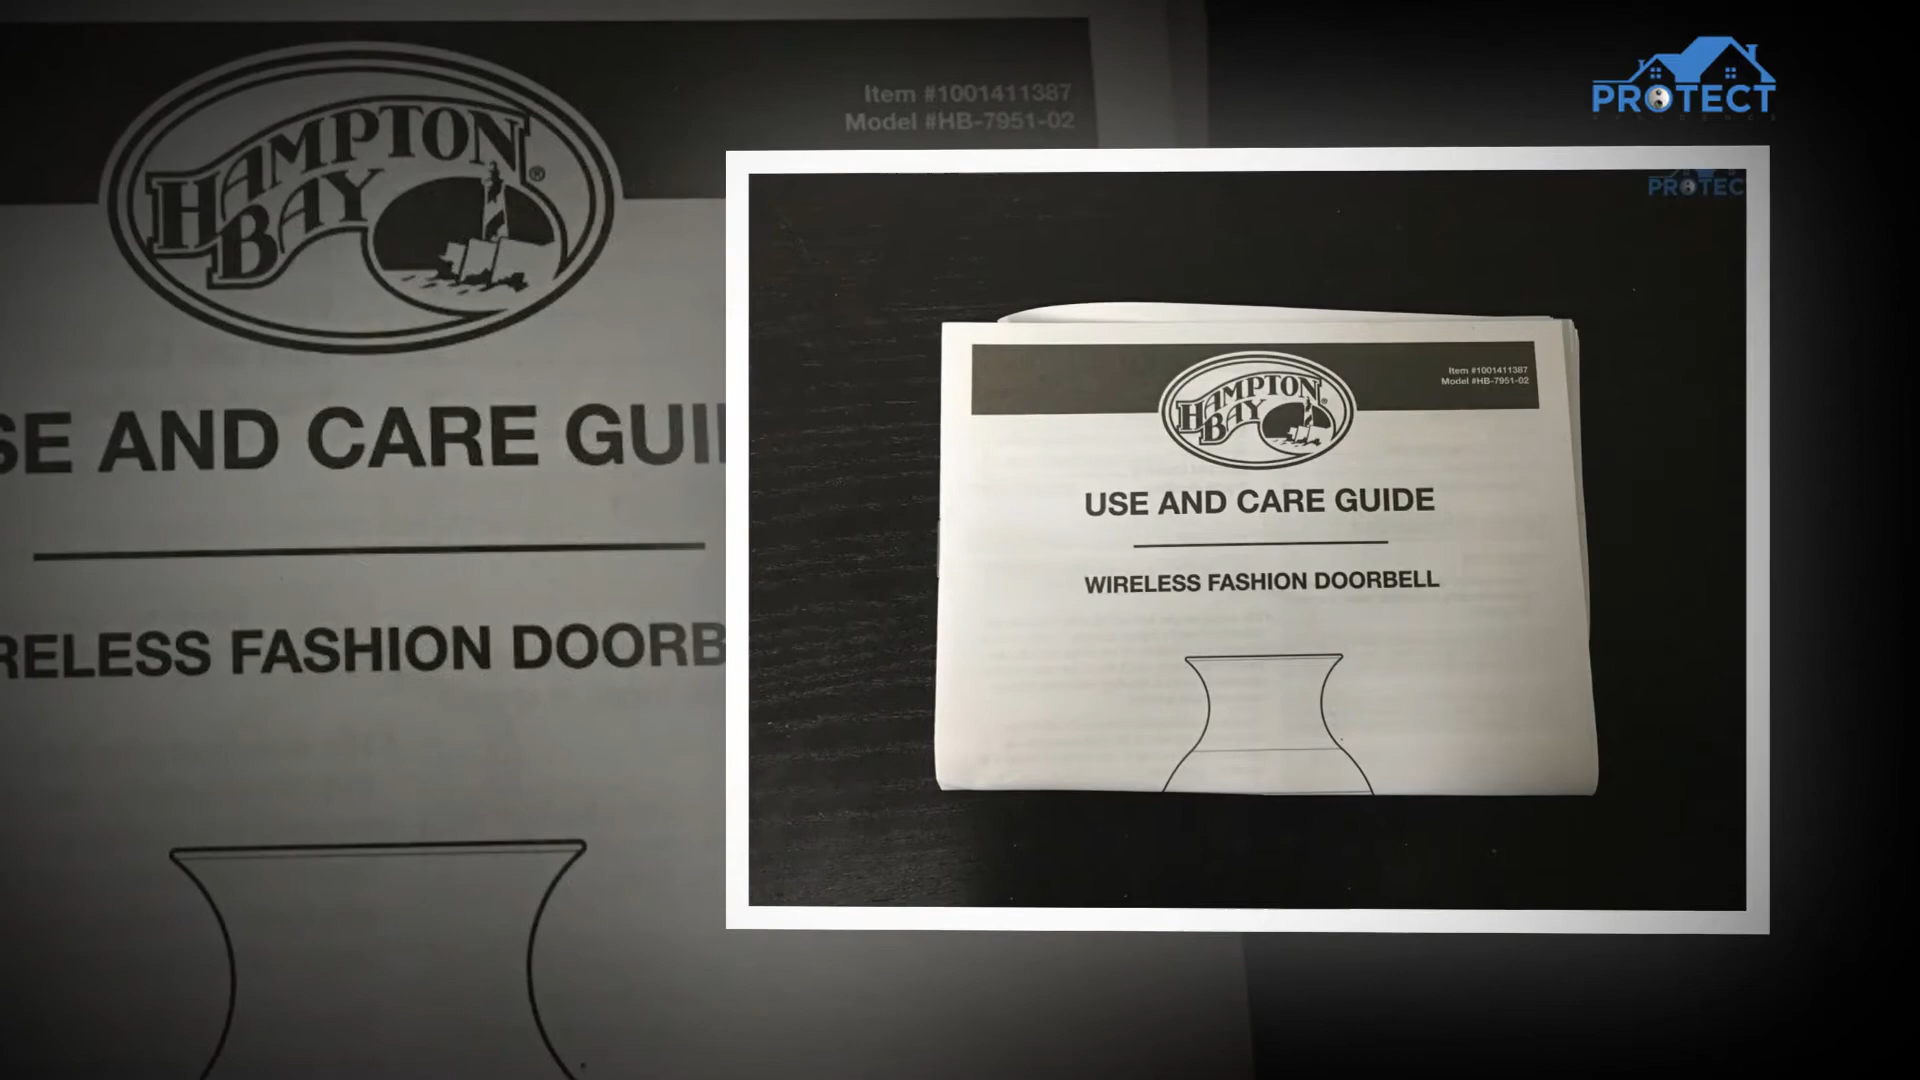 Item #1001411387
Model #HB-7951-02
HAMPTON
BAY
®
SE AND CARE GUI
RELESS FASHION DOORB
PROTECT
PROTEC
Item #1001411387
Model #HB-7951-02
HAMPTON
BAY
®
USE AND CARE GUIDE
WIRELESS FASHION DOORBELL